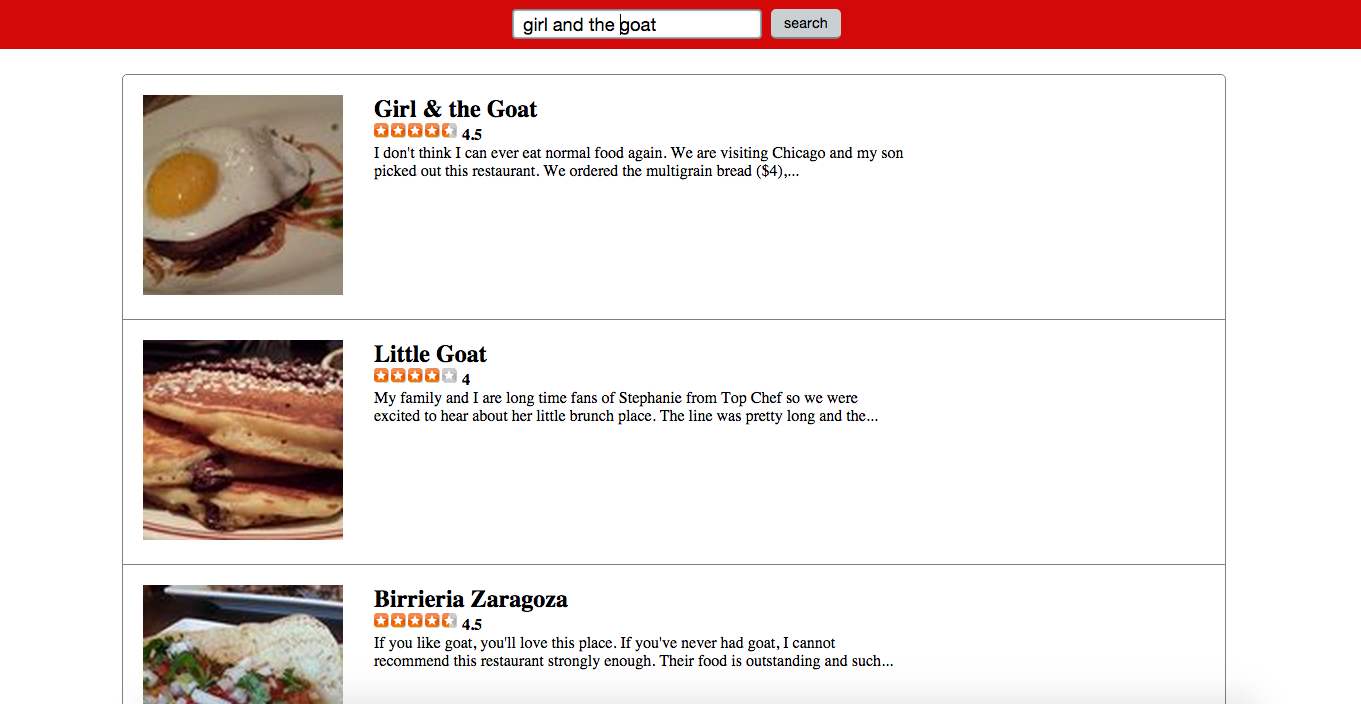 girl and the goat
search
Girl & the Goat
4.5
I don't think I can ever eat normal food again. We are visiting Chicago and my son
picked out this restaurant. We ordered the multigrain bread ($4),...
Little Goat
4
My family and I are long time fans of Stephanie from Top Chef so we were
excited to hear about her little brunch place. The line was pretty long and the...
Birrieria Zaragoza
4.5
If you like goat, you'll love this place. If you've never had goat, I cannot
recommend this restaurant strongly enough. Their food is outstanding and such...